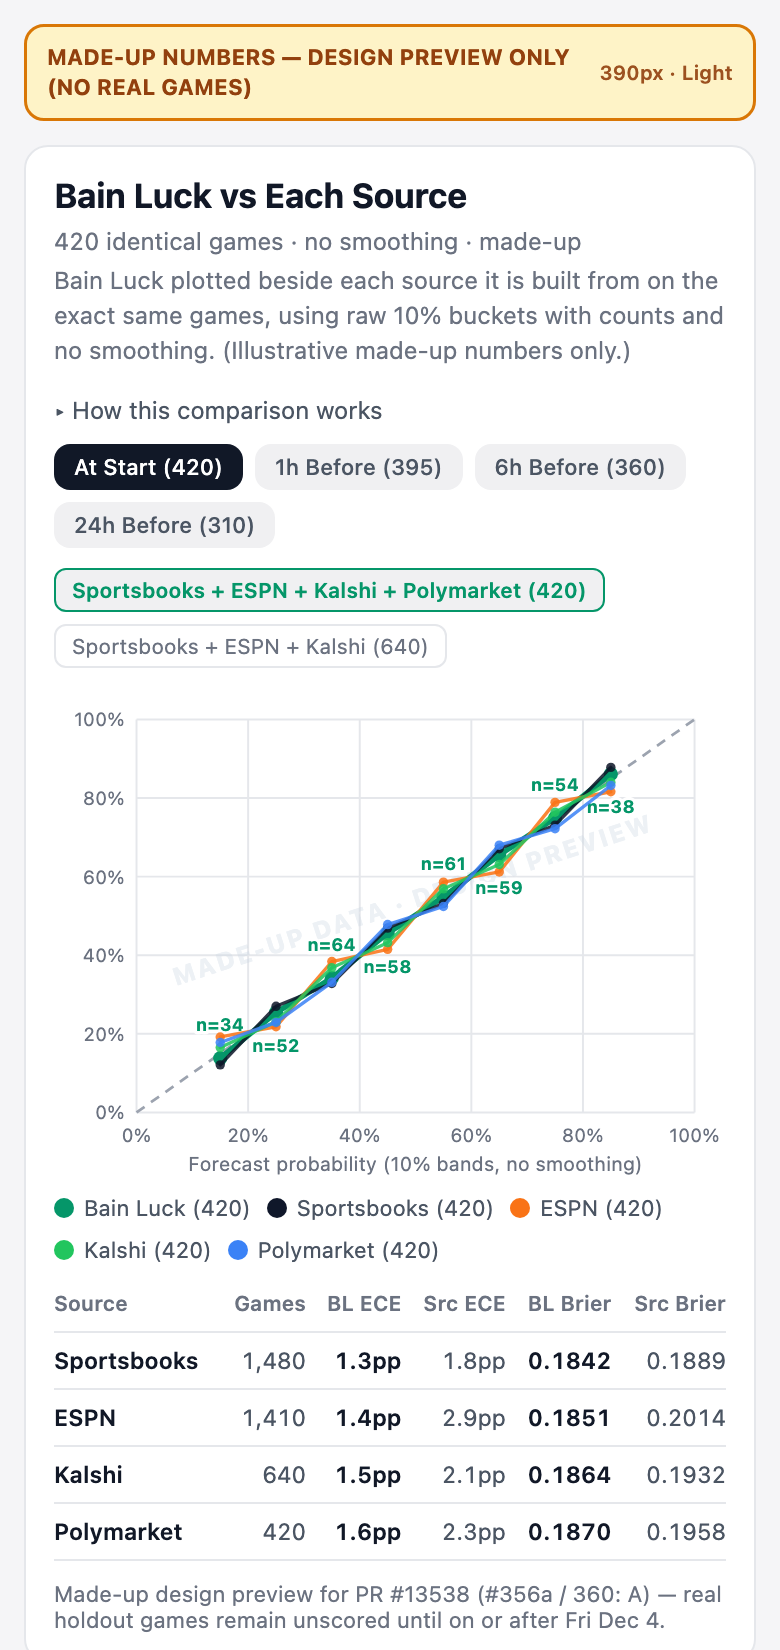 MADE-UP NUMBERS — DESIGN PREVIEW ONLY
(NO REAL GAMES)
390px · Light
Bain Luck vs Each Source
420 identical games · no smoothing · made-up
Bain Luck plotted beside each source it is built from on the
exact same games, using raw 10% buckets with counts and
no smoothing. (Illustrative made-up numbers only.)
▸ How this comparison works
At Start (420) 1h Before (395) 6h Before (360)
24h Before (310)
Sportsbooks + ESPN + Kalshi + Polymarket (420)
Sportsbooks + ESPN + Kalshi (640)
100%
80%
60%
40%
20%
0%
MADE-UP DATA · DESIGN PREVIEW
n=34
n=52
n=64
n=58
n=61
n=59
n=54
n=38
0% 20% 40% 60% 80% 100%
Forecast probability (10% bands, no smoothing)
Bain Luck (420) Sportsbooks (420) ESPN (420)
Kalshi (420) Polymarket (420)
Source Games BL ECE Src ECE BL Brier Src Brier
Sportsbooks 1,480 1.3pp 1.8pp 0.1842 0.1889
ESPN 1,410 1.4pp 2.9pp 0.1851 0.2014
Kalshi 640 1.5pp 2.1pp 0.1864 0.1932
Polymarket 420 1.6pp 2.3pp 0.1870 0.1958
Made-up design preview for PR #13538 (#356a / 360: A) — real
holdout games remain unscored until on or after Fri Dec 4.